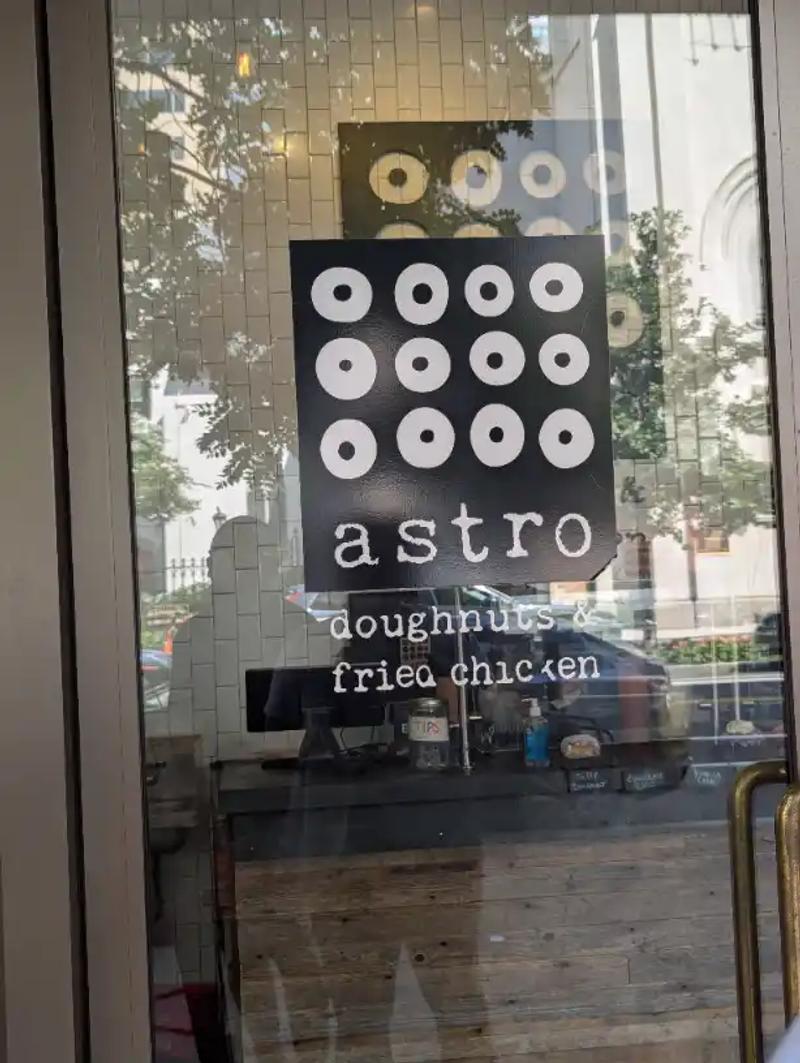 astro
doughnuts &
fried chicken
TIPS